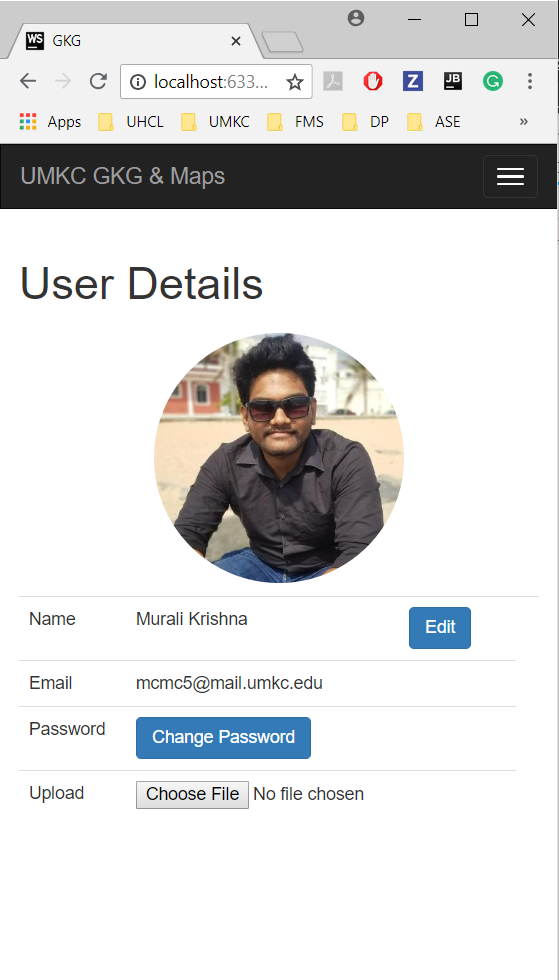 WS GKG
localhost:633...
Z JB G
Apps UHCL UMKC FMS DP ASE »
UMKC GKG & Maps
User Details
Name Murali Krishna Edit
Email mcmc5@mail.umkc.edu
Password Change Password
Upload Choose File No file chosen